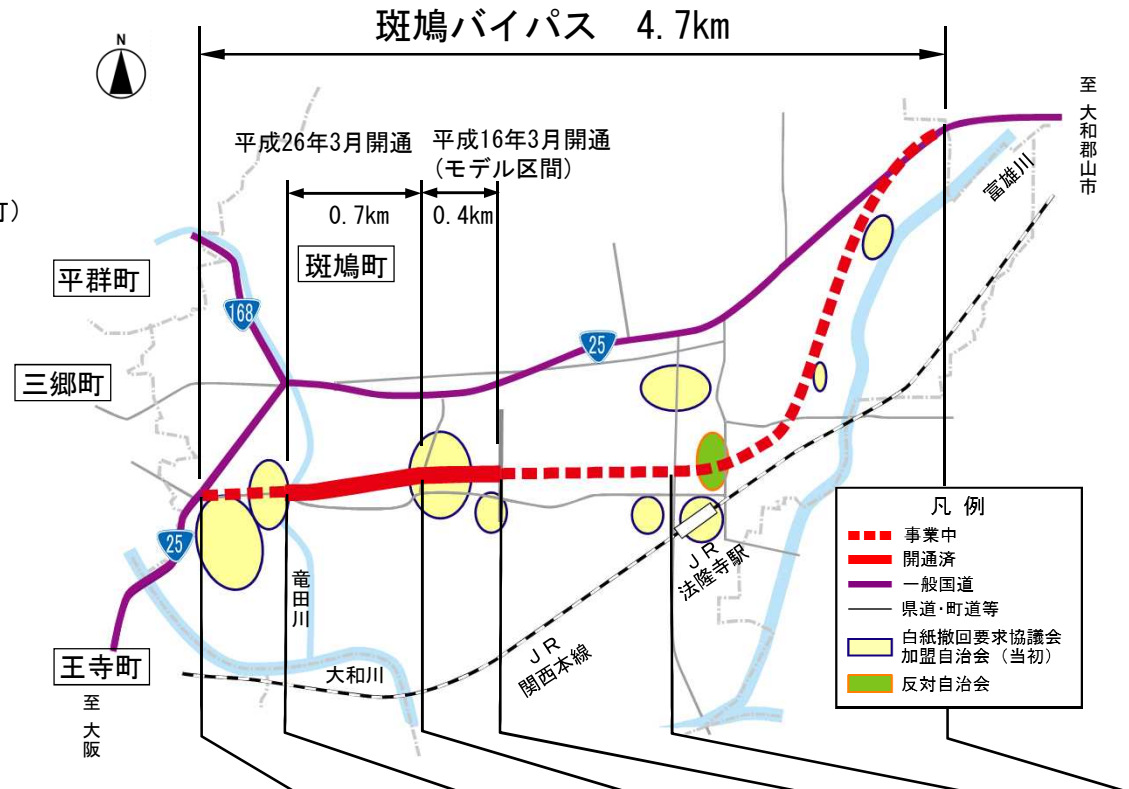 斑鳩バイパス 4.7km
N
至 大和郡山市
平成26年3月開通
平成16年3月開通
(モデル区間)
0.7km
0.4km
富雄川
町)
斑鳩町
平群町
168
25
三郷町
25
凡 例
事業中
開通済
一般国道
県道・町道等
白紙撤回要求協議会
加盟自治会（当初）
反対自治会
竜田川
JR
法隆寺駅
JR
関西本線
大和川
王寺町
至 大阪